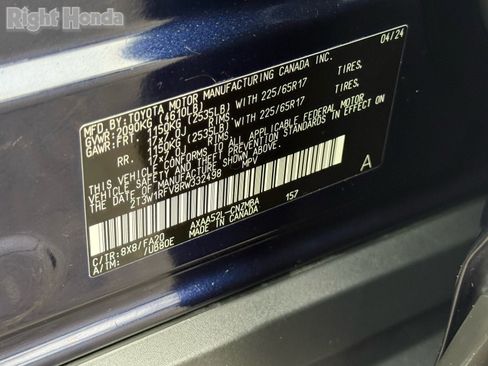 Right Honda
MFD.BY:TOYOTA MOTOR MANUFACTURING CANADA INC. 04/24
GVWR:2090KG (4610LB)
GAWR:FRT. 1150KG (2535LB) WITH 225/65R17 TIRES,
17x7.0J RIMS,
RR. 1150KG (2535LB) WITH 225/65R17 TIRES,
17x7.0J RIMS,
THIS VEHICLE CONFORMS TO ALL APPLICABLE FEDERAL MOTOR
VEHICLE SAFETY STANDARDS IN EFFECT ON THE DATE OF
MANUFACTURE SHOWN ABOVE.
2T3W1RFV8RW332498 MPV A
C/TR:8X8/FA20 AXAA52L-CNZMBA 157
A/TM: /UB80E MADE IN CANADA